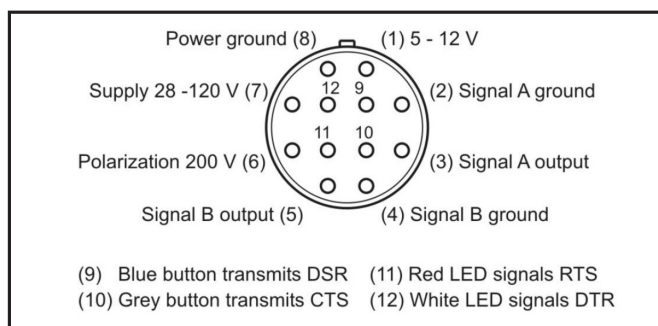 Power ground (8) (1) 5 - 12 V
12 9
Supply 28 -120 V (7) (2) Signal A ground
11 10
Polarization 200 V (6) (3) Signal A output
Signal B output (5) (4) Signal B ground
(9) Blue button transmits DSR (11) Red LED signals RTS
(10) Grey button transmits CTS (12) White LED signals DTR